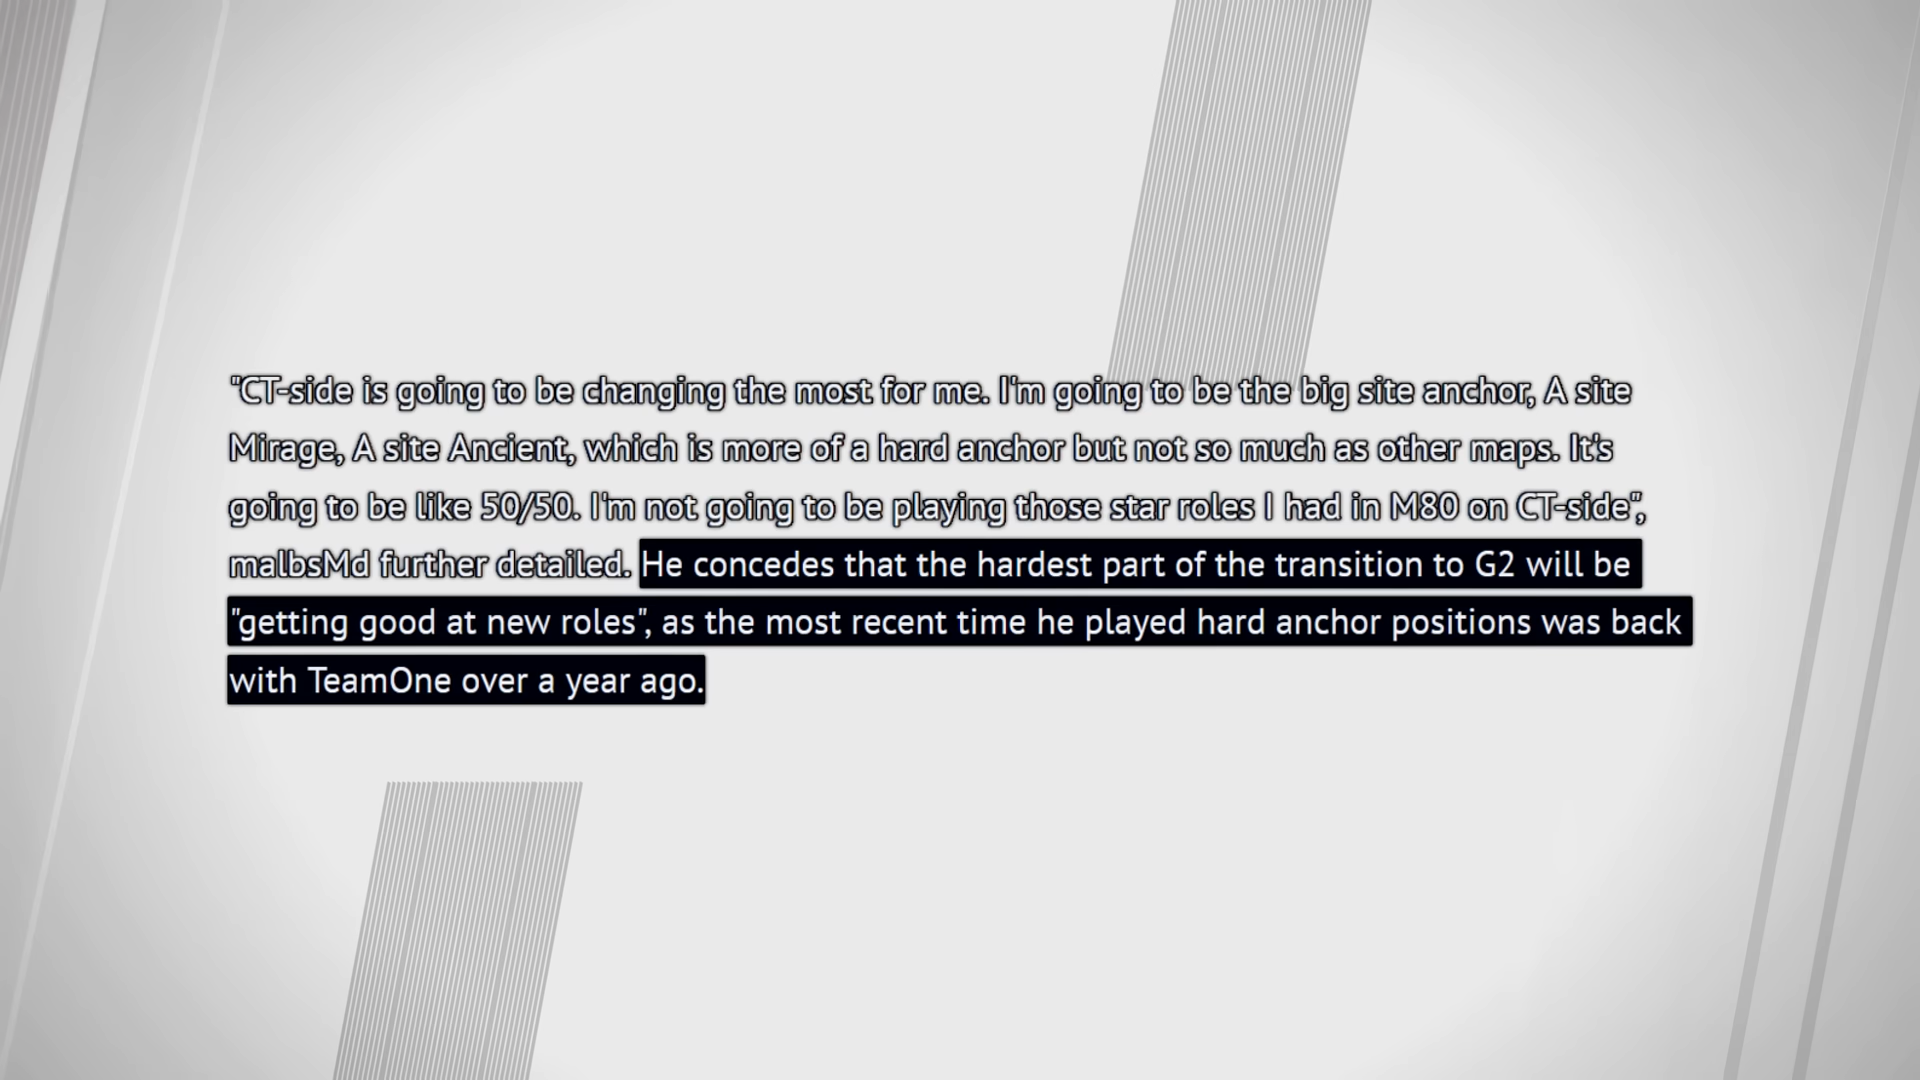 "CT-side is going to be changing the most for me. I'm going to be the big site anchor, A site
Mirage, A site Ancient, which is more of a hard anchor but not so much as other maps. It's
going to be like 50/50. I'm not going to be playing those star roles I had in M80 on CT-side",
malbsMd further detailed. He concedes that the hardest part of the transition to G2 will be
"getting good at new roles", as the most recent time he played hard anchor positions was back
with TeamOne over a year ago.